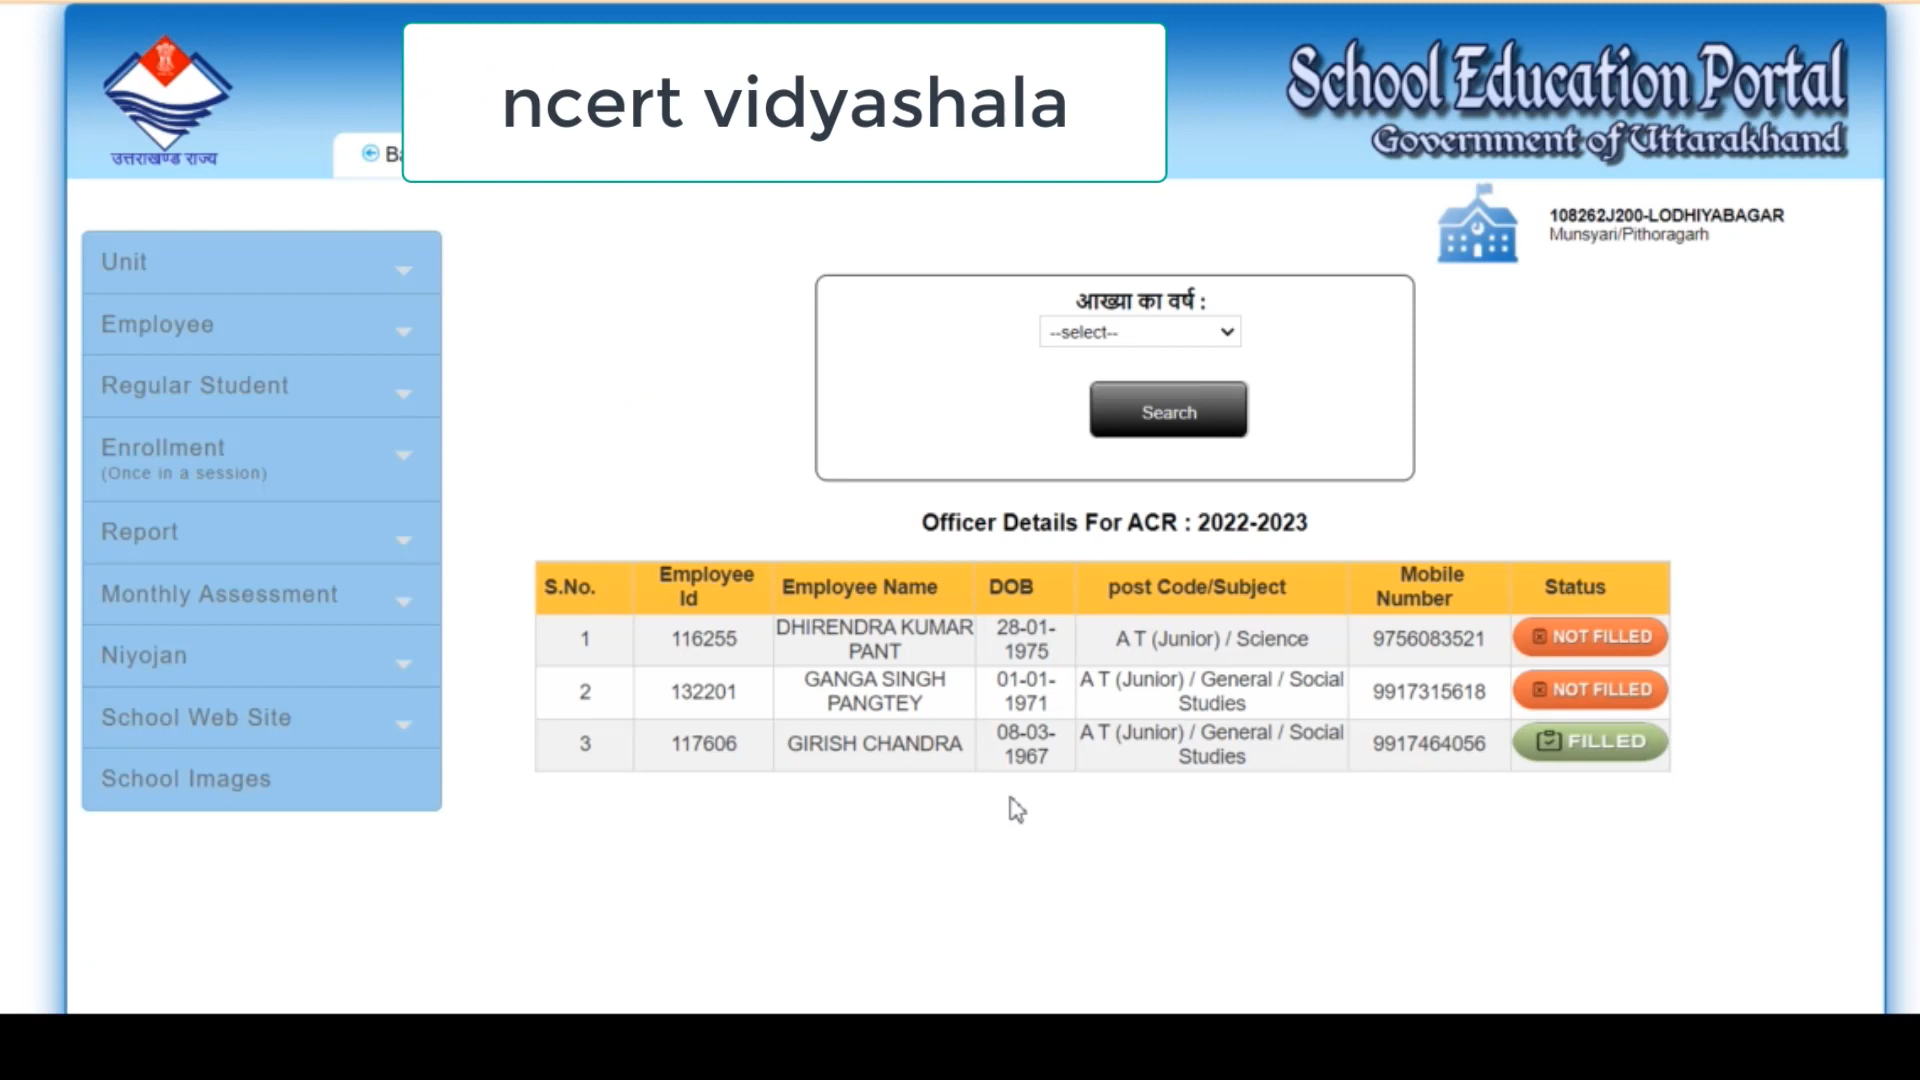 ncert vidyashala
School Education Portal
Government of Uttarakhand
उत्तराखण्ड राज्य
108262J200-LODHIYABAGAR
Munsyari/Pithoragarh
Unit
Employee
Regular Student
Enrollment
(Once in a session)
Report
Monthly Assessment
Niyojan
School Web Site
School Images
आख्या का वर्ष :
--select--
Search
Officer Details For ACR : 2022-2023
S.No. Employee Id Employee Name DOB post Code/Subject Mobile Number Status
1 116255 DHIRENDRA KUMAR PANT 28-01-1975 A T (Junior) / Science 9756083521 NOT FILLED
2 132201 GANGA SINGH PANGTEY 01-01-1971 A T (Junior) / General / Social Studies 9917315618 NOT FILLED
3 117606 GIRISH CHANDRA 08-03-1967 A T (Junior) / General / Social Studies 9917464056 FILLED